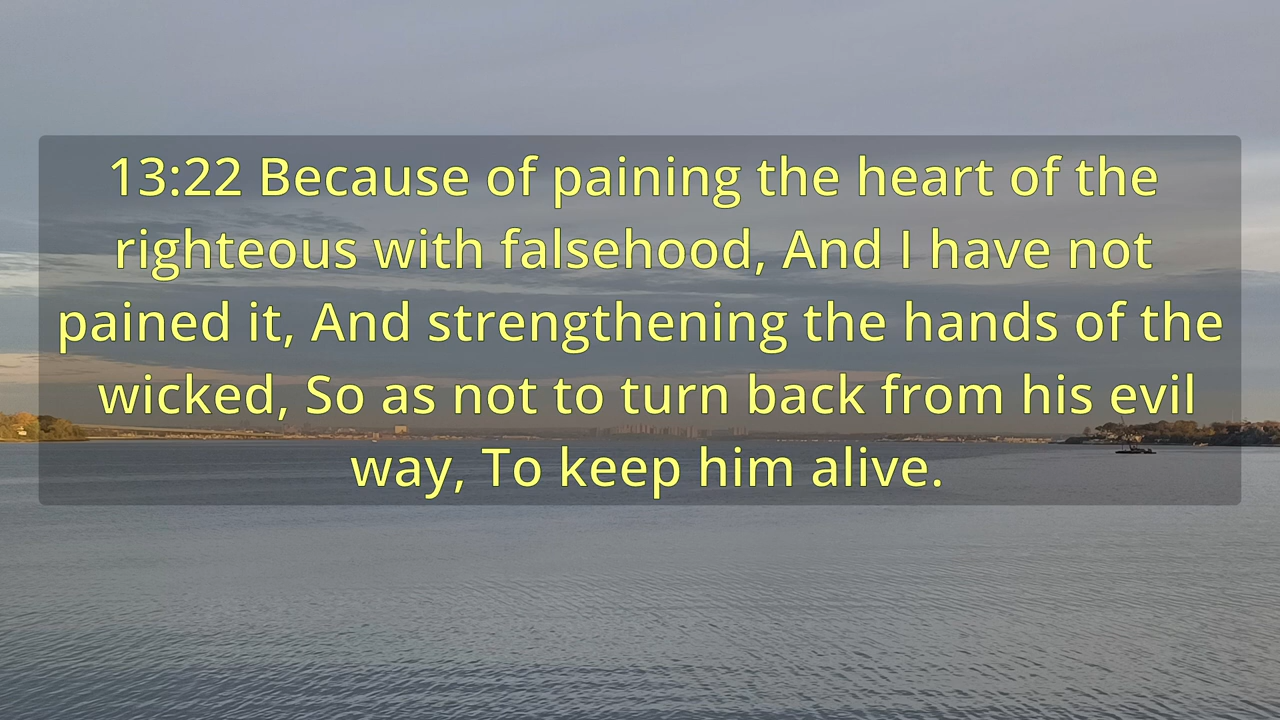 13:22 Because of paining the heart of the
righteous with falsehood, And I have not
pained it, And strengthening the hands of the
wicked, So as not to turn back from his evil
way, To keep him alive.